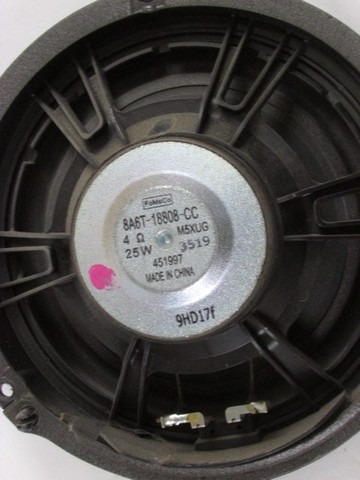 FoMoCo
8A6T-18808-CC
4 Ω M5XUG
25W 3519
451997
MADE IN CHINA
9HD17f